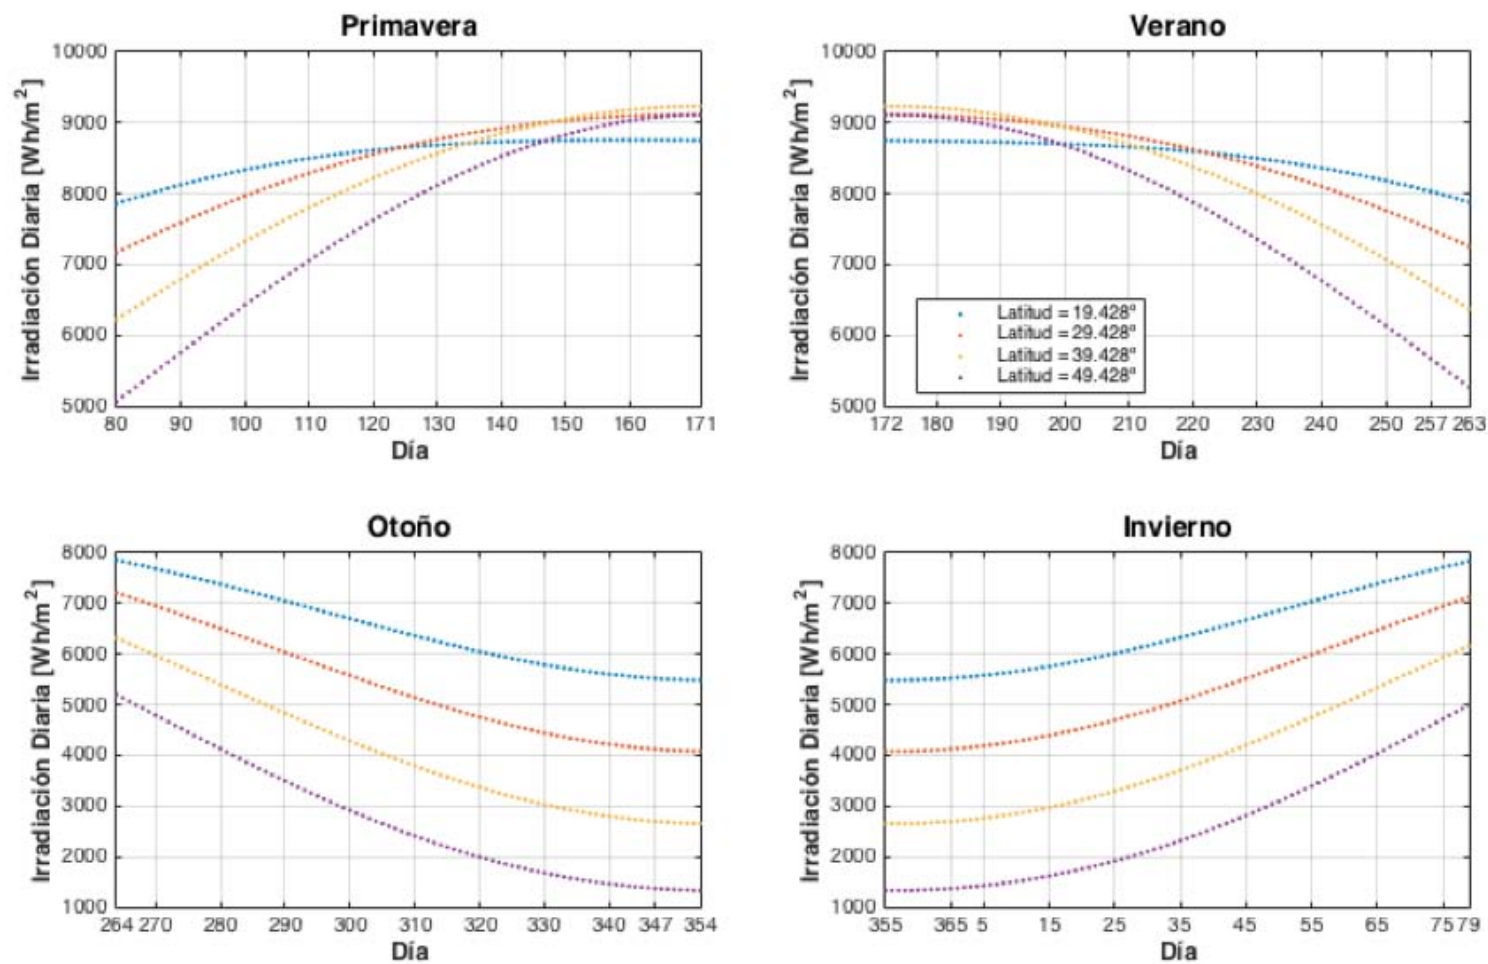 Primavera
Irradiación Diaria [Wh/m²]
10000
9000
8000
7000
6000
5000
80 90 100 110 120 130 140 150 160 171
Día
Verano
Irradiación Diaria [Wh/m²]
10000
9000
8000
7000
6000
5000
Latitud = 19.428º
Latitud = 29.428º
Latitud = 39.428º
Latitud = 49.428º
172 180 190 200 210 220 230 240 250 257 263
Día
Otoño
Irradiación Diaria [Wh/m²]
8000
7000
6000
5000
4000
3000
2000
1000
264 270 280 290 300 310 320 330 340 347 354
Día
Invierno
Irradiación Diaria [Wh/m²]
8000
7000
6000
5000
4000
3000
2000
1000
355 365 5 15 25 35 45 55 65 75 79
Día